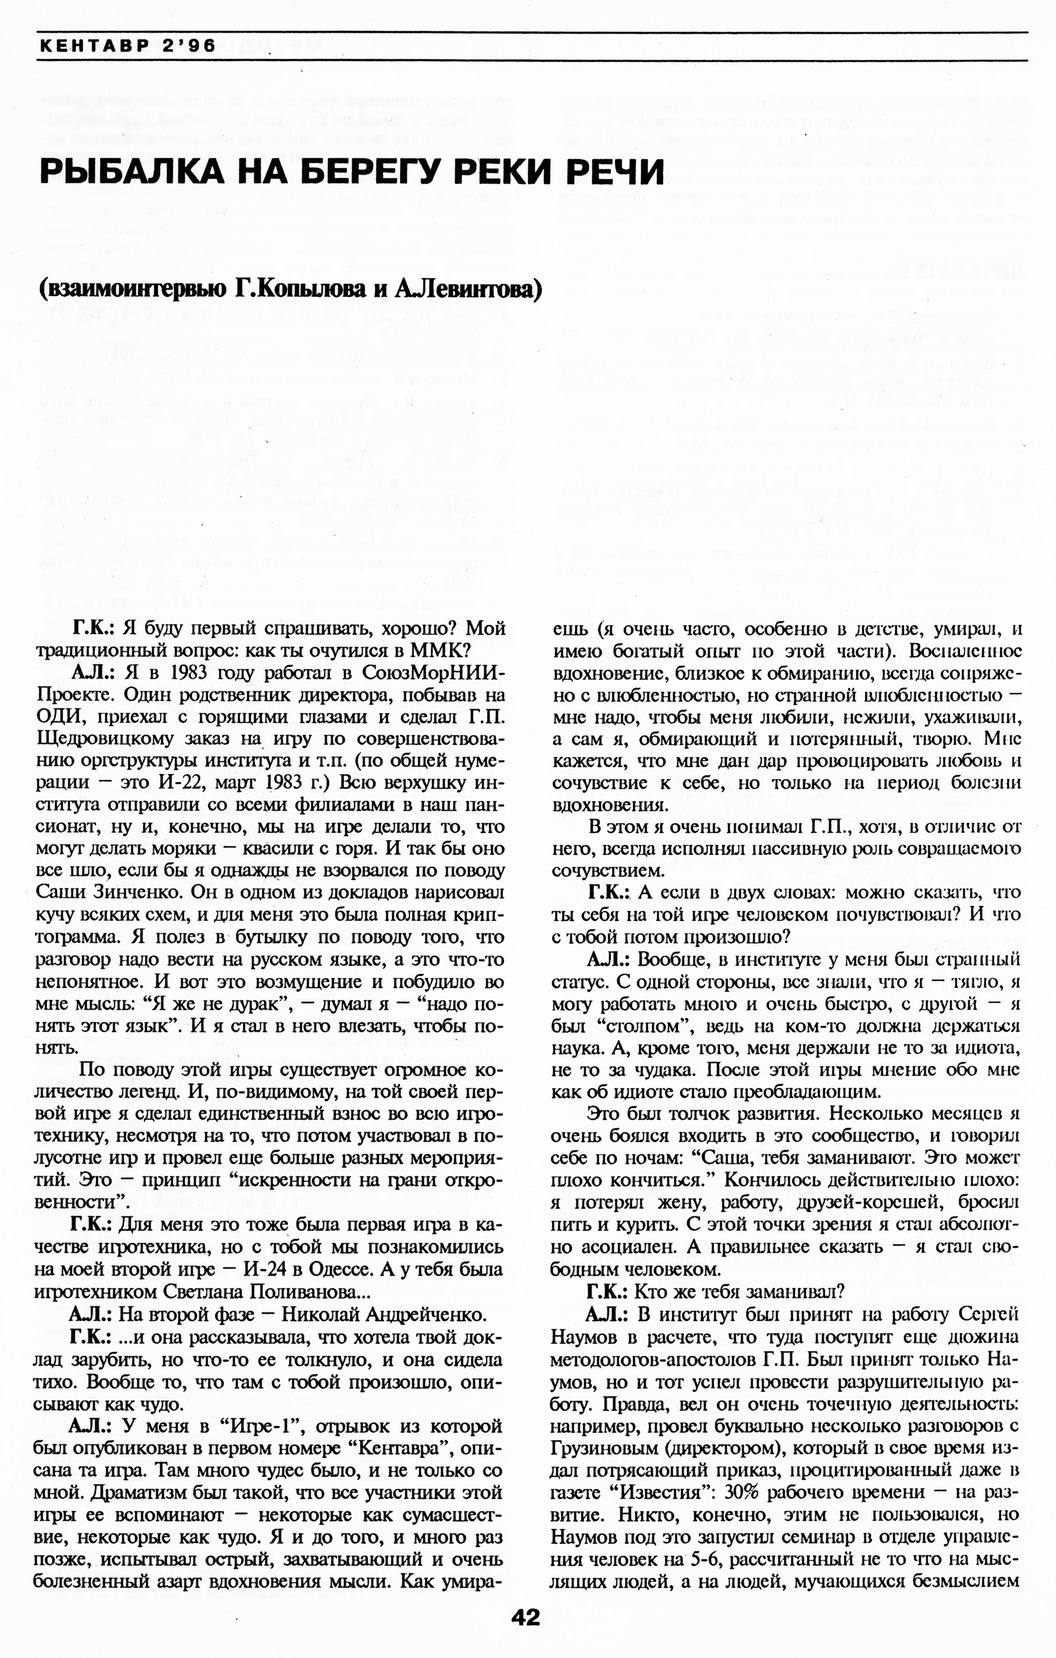 КЕНТАВР 2'96
РЫБАЛКА НА БЕРЕГУ РЕКИ РЕЧИ
(взаимоинтервью Г.Копылова и А.Левинтова)
Г.К.: Я буду первый спрашивать, хорошо? Мой
традиционный вопрос: как ты очутился в ММК?
А.Л.: Я в 1983 году работал в СоюзМорНИИ-
Проекте. Один родственник директора, побывав на
ОДИ, приехал с горящими глазами и сделал Г.П.
Щедровицкому заказ на игру по совершенствова-
нию оргструктуры института и т.п. (по общей нуме-
рации — это И-22, март 1983 г.) Всю верхушку ин-
ститута отправили со всеми филиалами в наш пан-
сионат, ну и, конечно, мы на игре делали то, что
могут делать моряки — квасили с горя. И так бы оно
все шло, если бы я однажды не взорвался по поводу
Саши Зинченко. Он в одном из докладов нарисовал
кучу всяких схем, и для меня это была полная крип-
тограмма. Я полез в бутылку по поводу того, что
разговор надо вести на русском языке, а это что-то
непонятное. И вот это возмущение и побудило во
мне мысль: “Я же не дурак”, — думал я — “надо по-
нять этот язык”. И я стал в него влезать, чтобы по-
нять.
По поводу этой игры существует огромное ко-
личество легенд. И, по-видимому, на той своей пер-
вой игре я сделал единственный взнос во всю игро-
технику, несмотря на то, что потом участвовал в по-
лусотне игр и провел еще больше разных мероприя-
тий. Это — принцип “искренности на грани откро-
венности”.
Г.К.: Для меня это тоже была первая игра в ка-
честве игротехника, но с тобой мы познакомились
на моей второй игре — И-24 в Одессе. А у тебя была
игротехником Светлана Поливанова...
А.Л.: На второй фазе — Николай Андрейченко.
Г.К.: ...и она рассказывала, что хотела твой док-
лад зарубить, но что-то ее толкнуло, и она сидела
тихо. Вообще то, что там с тобой произошло, опи-
сывают как чудо.
А.Л.: У меня в “Игре-1”, отрывок из которой
был опубликован в первом номере “Кентавра”, опи-
сана та игра. Там много чудес было, и не только со
мной. Драматизм был такой, что все участники этой
игры ее вспоминают — некоторые как сумасшест-
вие, некоторые как чудо. Я и до того, и много раз
позже, испытывал острый, захватывающий и очень
болезненный азарт вдохновения мысли. Как умира-
ешь (я очень часто, особенно в детстве, умирал, и
имею богатый опыт по этой части). Воспаленное
вдохновение, близкое к обмиранию, всегда сопряже-
но с влюбленностью, но странной влюбленностью —
мне надо, чтобы меня любили, нежили, ухаживали,
а сам я, обмирающий и потерянный, творю. Мне
кажется, что мне дан дар провоцировать любовь и
сочувствие к себе, но только на период болезни
вдохновения.
В этом я очень понимал Г.П., хотя, в отличие от
него, всегда исполнял пассивную роль совращаемого
сочувствием.
Г.К.: А если в двух словах: можно сказать, что
ты себя на той игре человеком почувствовал? И что
с тобой потом произошло?
А.Л.: Вообще, в институте у меня был странный
статус. С одной стороны, все знали, что я — тягло, я
могу работать много и очень быстро, с другой — я
был “столпом”, ведь на ком-то должна держаться
наука. А, кроме того, меня держали не то за идиота,
не то за чудака. После этой игры мнение обо мне
как об идиоте стало преобладающим.
Это был толчок развития. Несколько месяцев я
очень боялся входить в это сообщество, и говорил
себе по ночам: “Саша, тебя заманивают. Это может
плохо кончиться.” Кончилось действительно плохо:
я потерял жену, работу, друзей-корешей, бросил
пить и курить. С этой точки зрения я стал абсолют-
но асоциален. А правильнее сказать — я стал сво-
бодным человеком.
Г.К.: Кто же тебя заманивал?
А.Л.: В институт был принят на работу Сергей
Наумов в расчете, что туда поступят еще дюжина
методологов-апостолов Г.П. Был принят только На-
умов, но и тот успел провести разрушительную ра-
боту. Правда, вел он очень точечную деятельность:
например, провел буквально несколько разговоров с
Грузиновым (директором), который в свое время из-
дал потрясающий приказ, процитированный даже в
газете “Известия”: 30% рабочего времени — на раз-
витие. Никто, конечно, этим не пользовался, но
Наумов под это запустил семинар в отделе управле-
ния человек на 5-6, рассчитанный не то что на мыс-
лящих людей, а на людей, мучающихся безмыслием
42